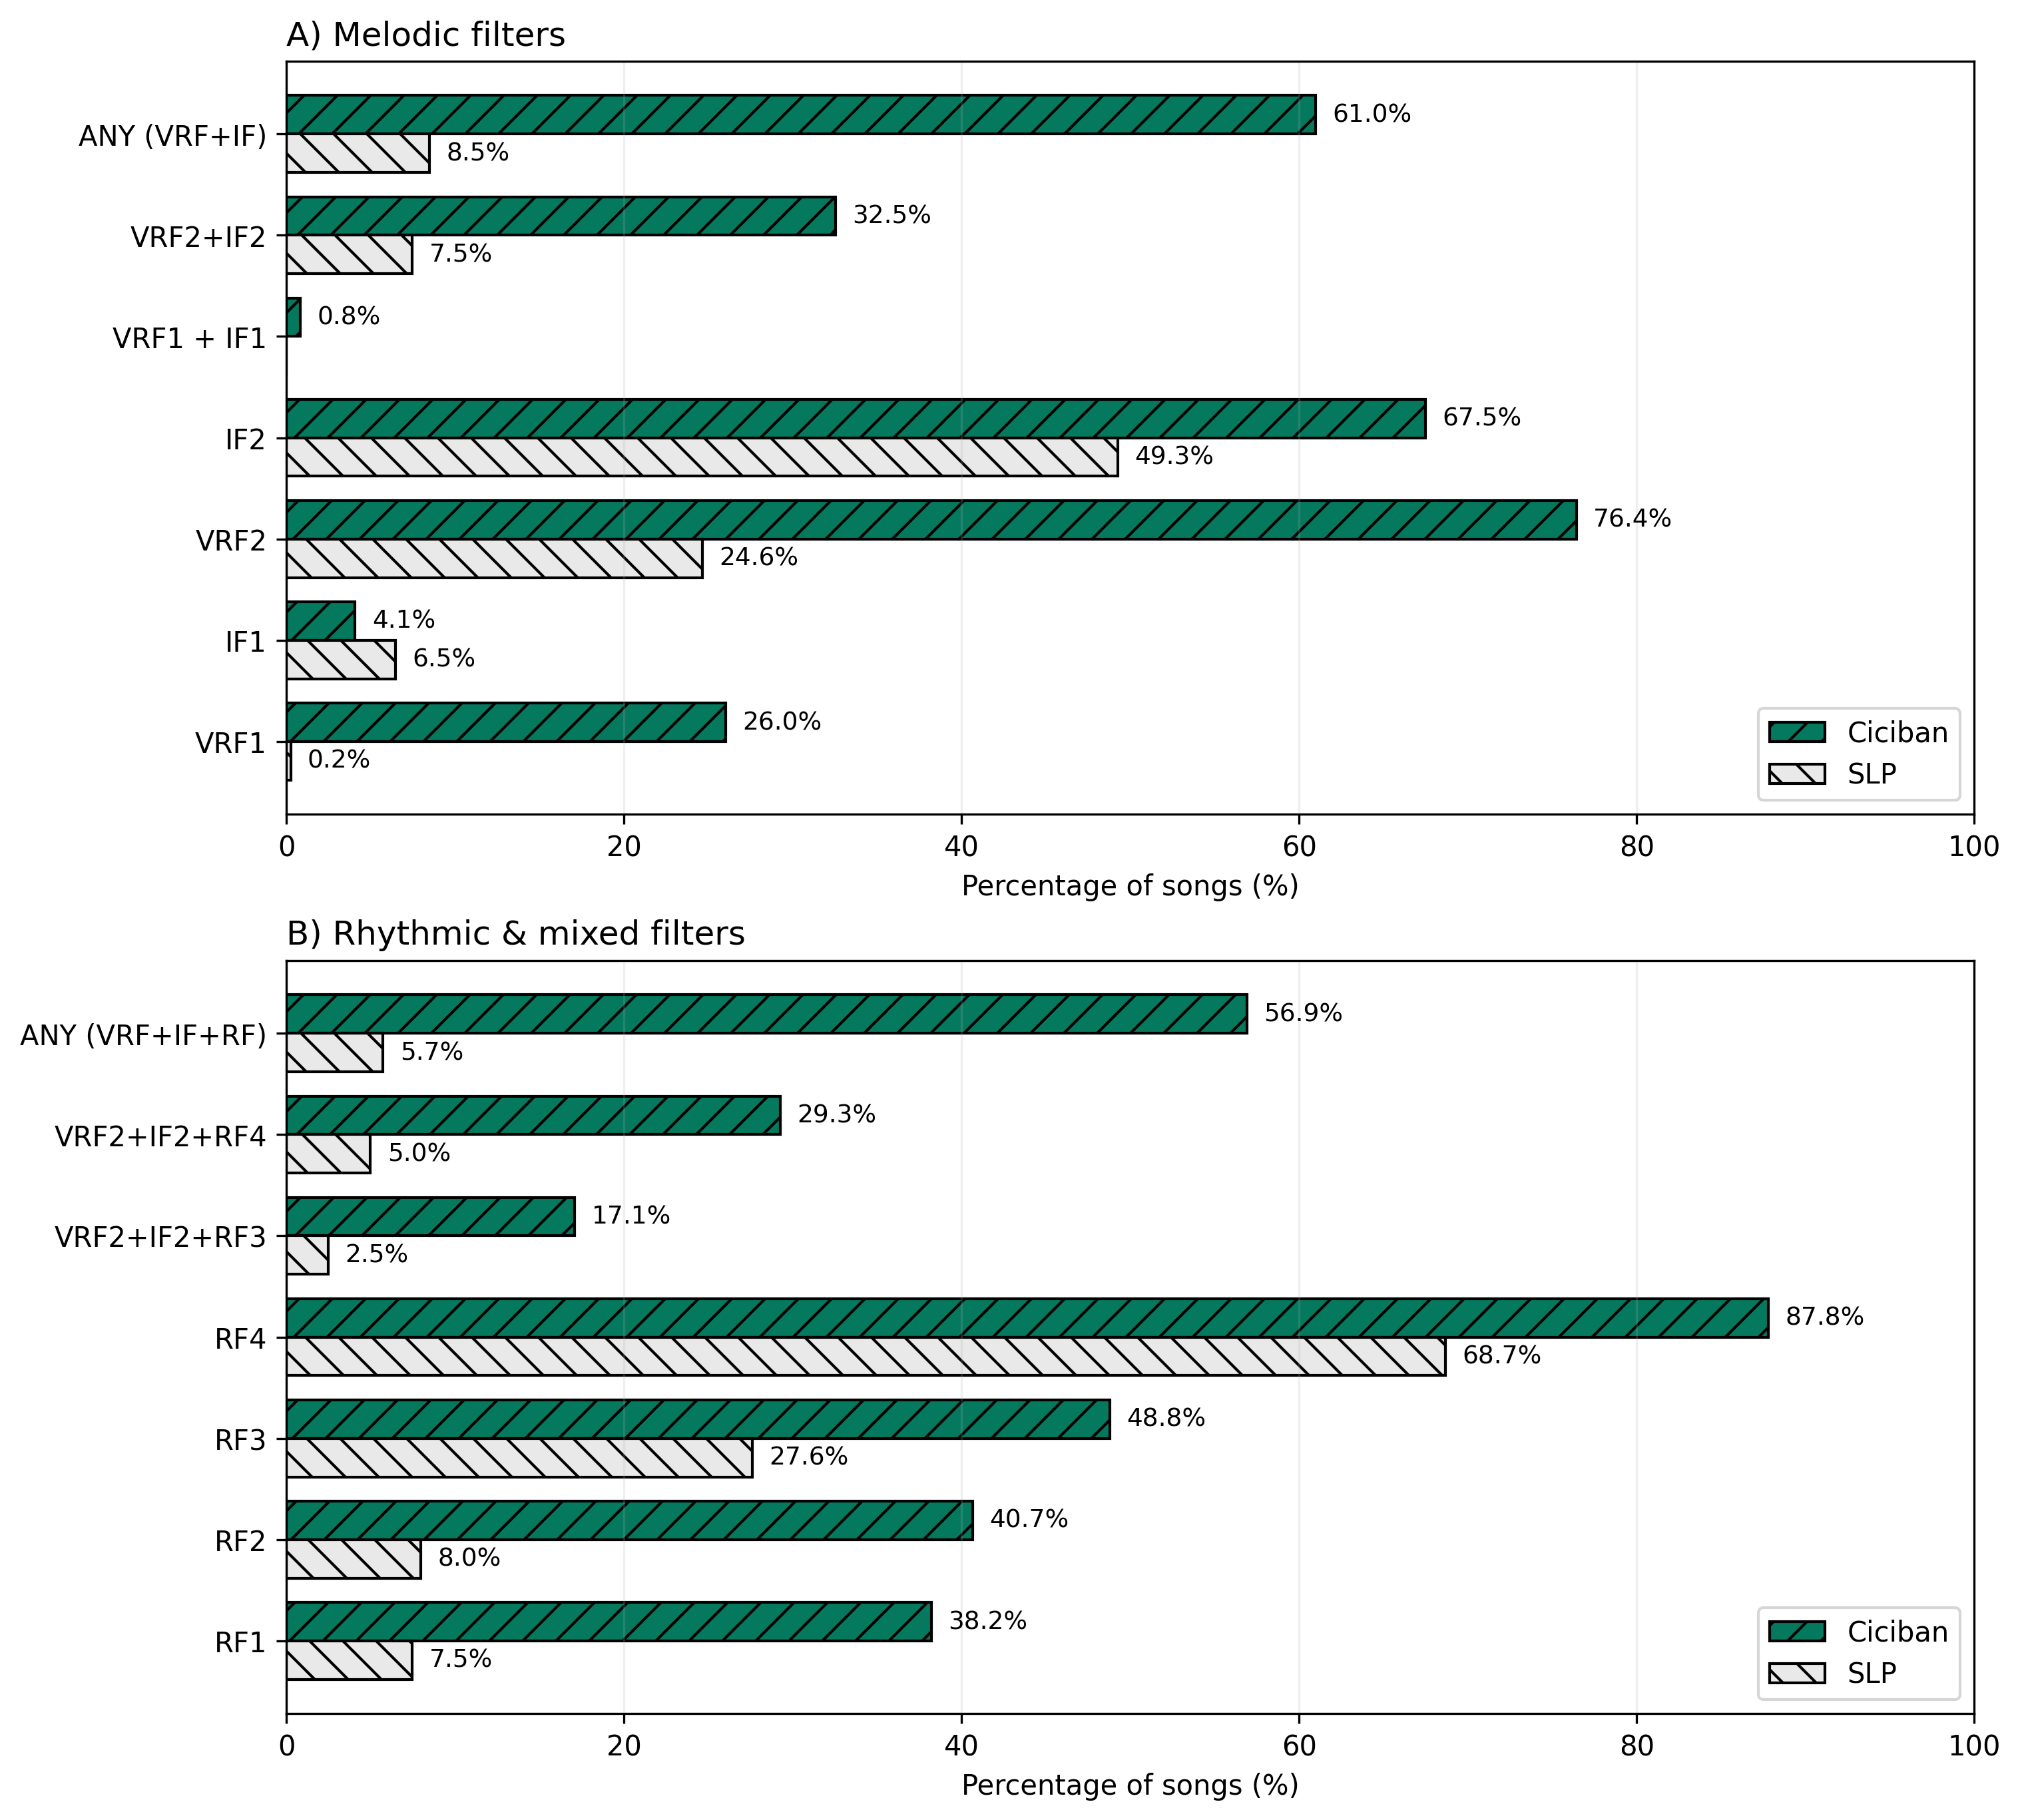 A) Melodic filters
ANY (VRF+IF)
61.0%
8.5%
VRF2+IF2
32.5%
7.5%
VRF1 + IF1
0.8%
IF2
67.5%
49.3%
VRF2
76.4%
24.6%
IF1
4.1%
6.5%
VRF1
26.0%
0.2%
Ciciban
SLP
0 20 40 60 80 100
Percentage of songs (%)
B) Rhythmic & mixed filters
ANY (VRF+IF+RF)
56.9%
5.7%
VRF2+IF2+RF4
29.3%
5.0%
VRF2+IF2+RF3
17.1%
2.5%
RF4
87.8%
68.7%
RF3
48.8%
27.6%
RF2
40.7%
8.0%
RF1
38.2%
7.5%
Ciciban
SLP
0 20 40 60 80 100
Percentage of songs (%)